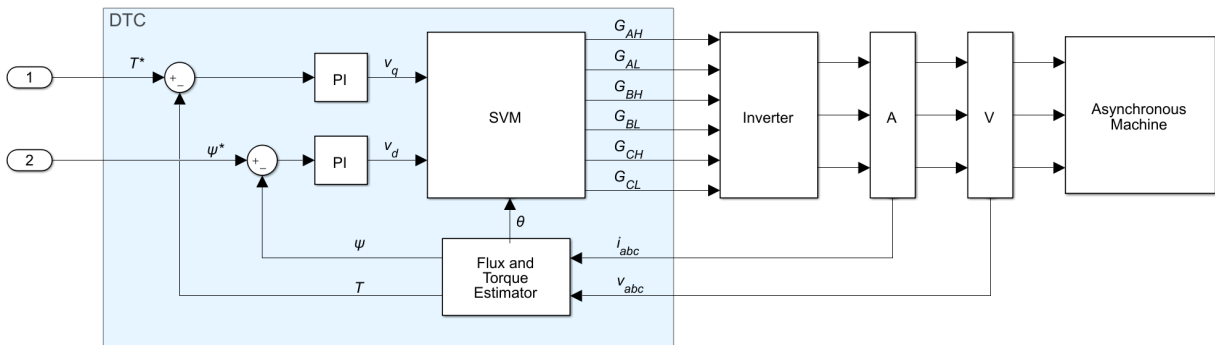 DTC
G_AH
T*
v_q
G_AL
1
+
−
PI
G_BH
SVM
Inverter
A
V
Asynchronous
Machine
G_BL
ψ*
v_d
G_CH
2
+
−
PI
G_CL
θ
ψ
Flux and
Torque
Estimator
i_abc
T
v_abc